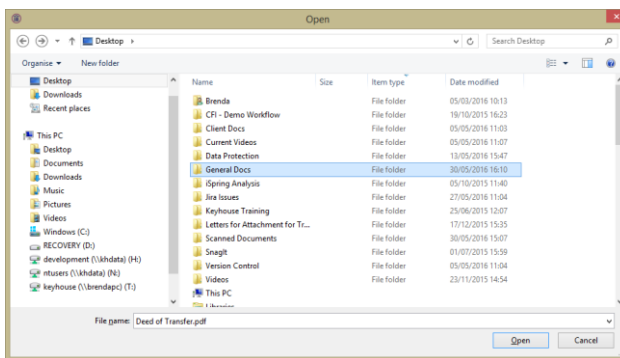 Open
Desktop
Search Desktop
Organise New folder
Desktop
Downloads
Recent places
This PC
Desktop
Documents
Downloads
Music
Pictures
Videos
Windows (C:)
RECOVERY (D:)
development (\\khdata) (H:)
ntusers (\\khdata) (N:)
keyhouse (\\brendapc) (T:)
Name Size Item type Date modified
Brenda File folder 05/03/2016 10:13
CFI - Demo Workflow File folder 19/10/2015 16:23
Client Docs File folder 05/05/2016 11:03
Current Videos File folder 05/05/2016 11:07
Data Protection File folder 13/05/2016 15:47
General Docs File folder 30/05/2016 16:10
iSpring Analysis File folder 05/10/2015 11:40
Jira Issues File folder 27/05/2016 11:04
Keyhouse Training File folder 25/06/2015 12:07
Letters for Attachment for Tr... File folder 17/12/2015 15:35
Scanned Documents File folder 30/05/2016 15:07
SnagIt File folder 01/07/2015 15:59
Version Control File folder 05/05/2016 11:04
Videos File folder 23/11/2015 14:54
This PC
Libraries
File name: Deed of Transfer.pdf
Open Cancel